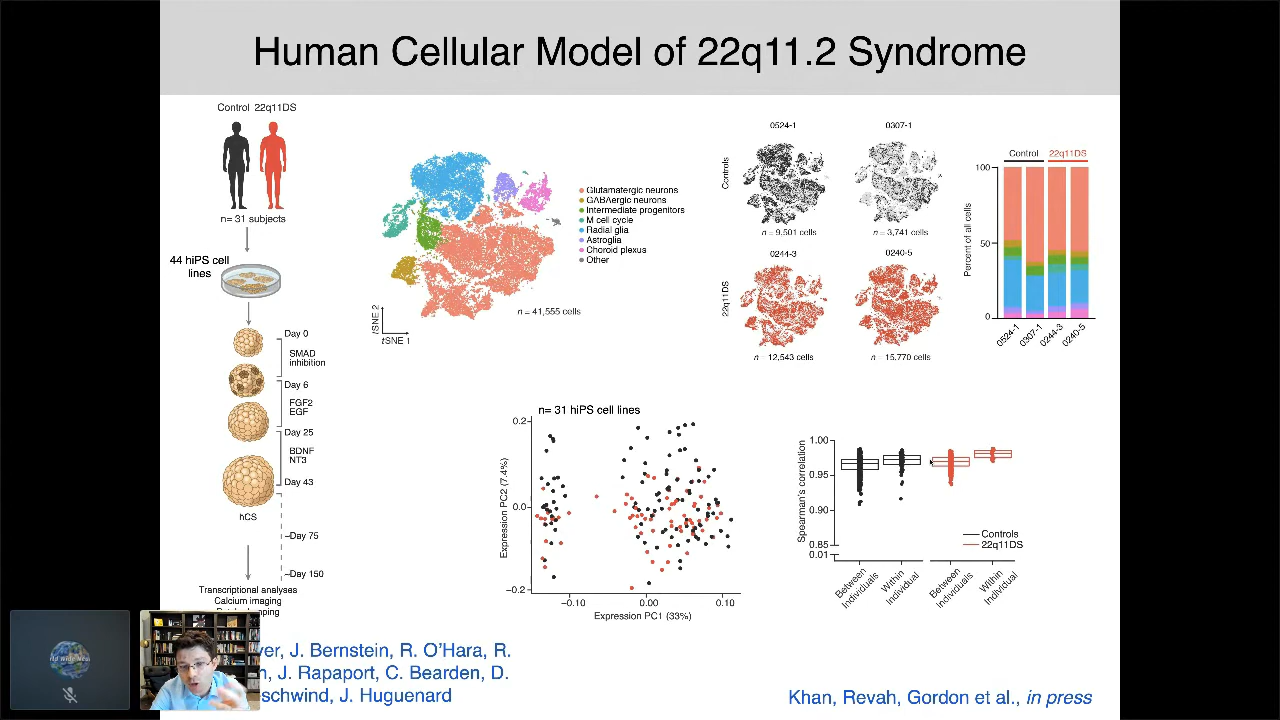 Human Cellular Model of 22q11.2 Syndrome
Control 22q11DS
n= 31 subjects
44 hiPS cell
lines
Day 0
SMAD
inhibition
Day 6
FGF2
EGF
Day 25
BDNF
NT3
Day 43
hCS
~Day 75
~Day 150
Transcriptional analyses
Calcium imaging
Glutamatergic neurons
GABAergic neurons
Intermediate progenitors
M cell cycle
Radial glia
Astroglia
Choroid plexus
Other
n = 41,555 cells
tSNE 2
tSNE 1
0524-1
0307-1
Controls
n = 9,501 cells
n = 3,741 cells
0244-3
0240-5
22q11DS
n = 12,543 cells
n = 15,770 cells
Control 22q11DS
100
50
0
Percent of all cells
0524-1
0307-1
0244-3
0240-5
n= 31 hiPS cell lines
0.2
0.0
−0.2
Expression PC2 (7.4%)
−0.10
0.00
0.10
Expression PC1 (33%)
1.00
0.95
0.90
0.85
0.01
Spearman's correlation
Controls
22q11DS
Between
Individuels
Within
Individual
Between
Individuels
Within
Individual
ver, J. Bernstein, R. O'Hara, R.
n, J. Rapaport, C. Bearden, D.
schwind, J. Huguenard
Khan, Revah, Gordon et al., in press